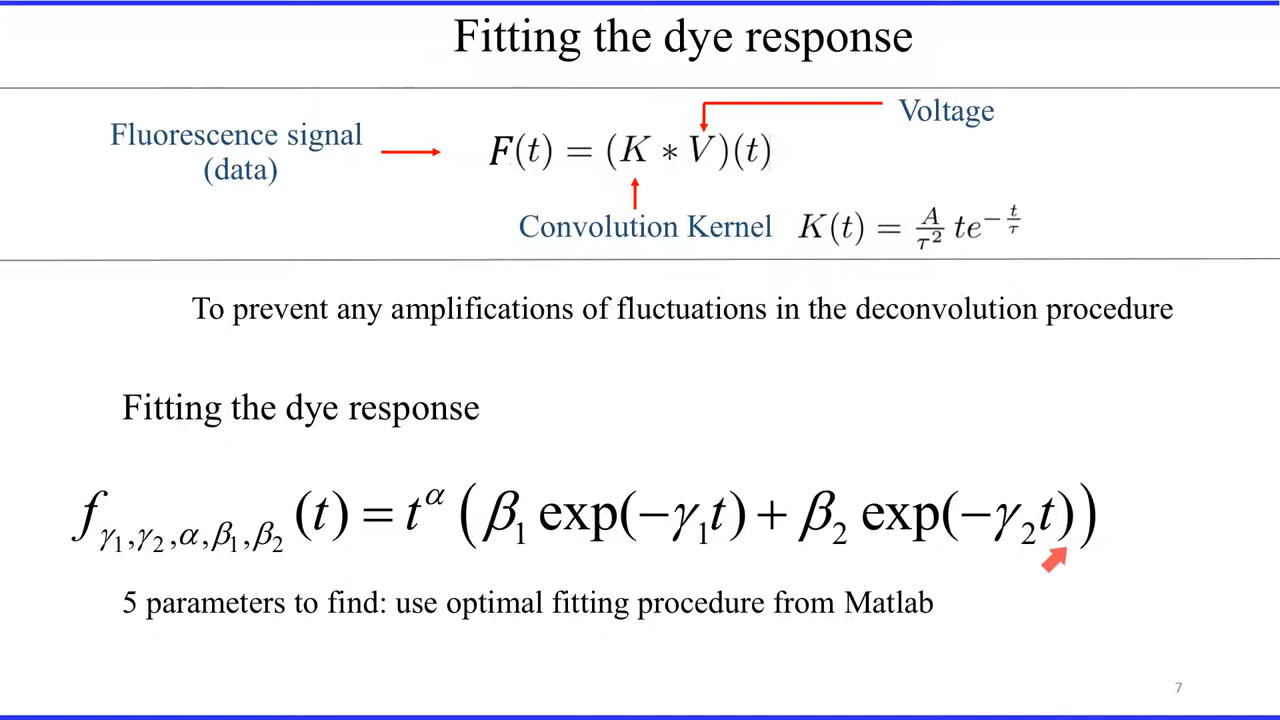 Fitting the dye response
Voltage
Fluorescence signal
(data)
F(t) = (K ∗ V)(t)
Convolution Kernel K(t) = A/τ² te^{−t/τ}
To prevent any amplifications of fluctuations in the deconvolution procedure
Fitting the dye response
f_{γ₁,γ₂,α,β₁,β₂}(t) = t^α (β₁ exp(−γ₁t) + β₂ exp(−γ₂t))
5 parameters to find: use optimal fitting procedure from Matlab
7